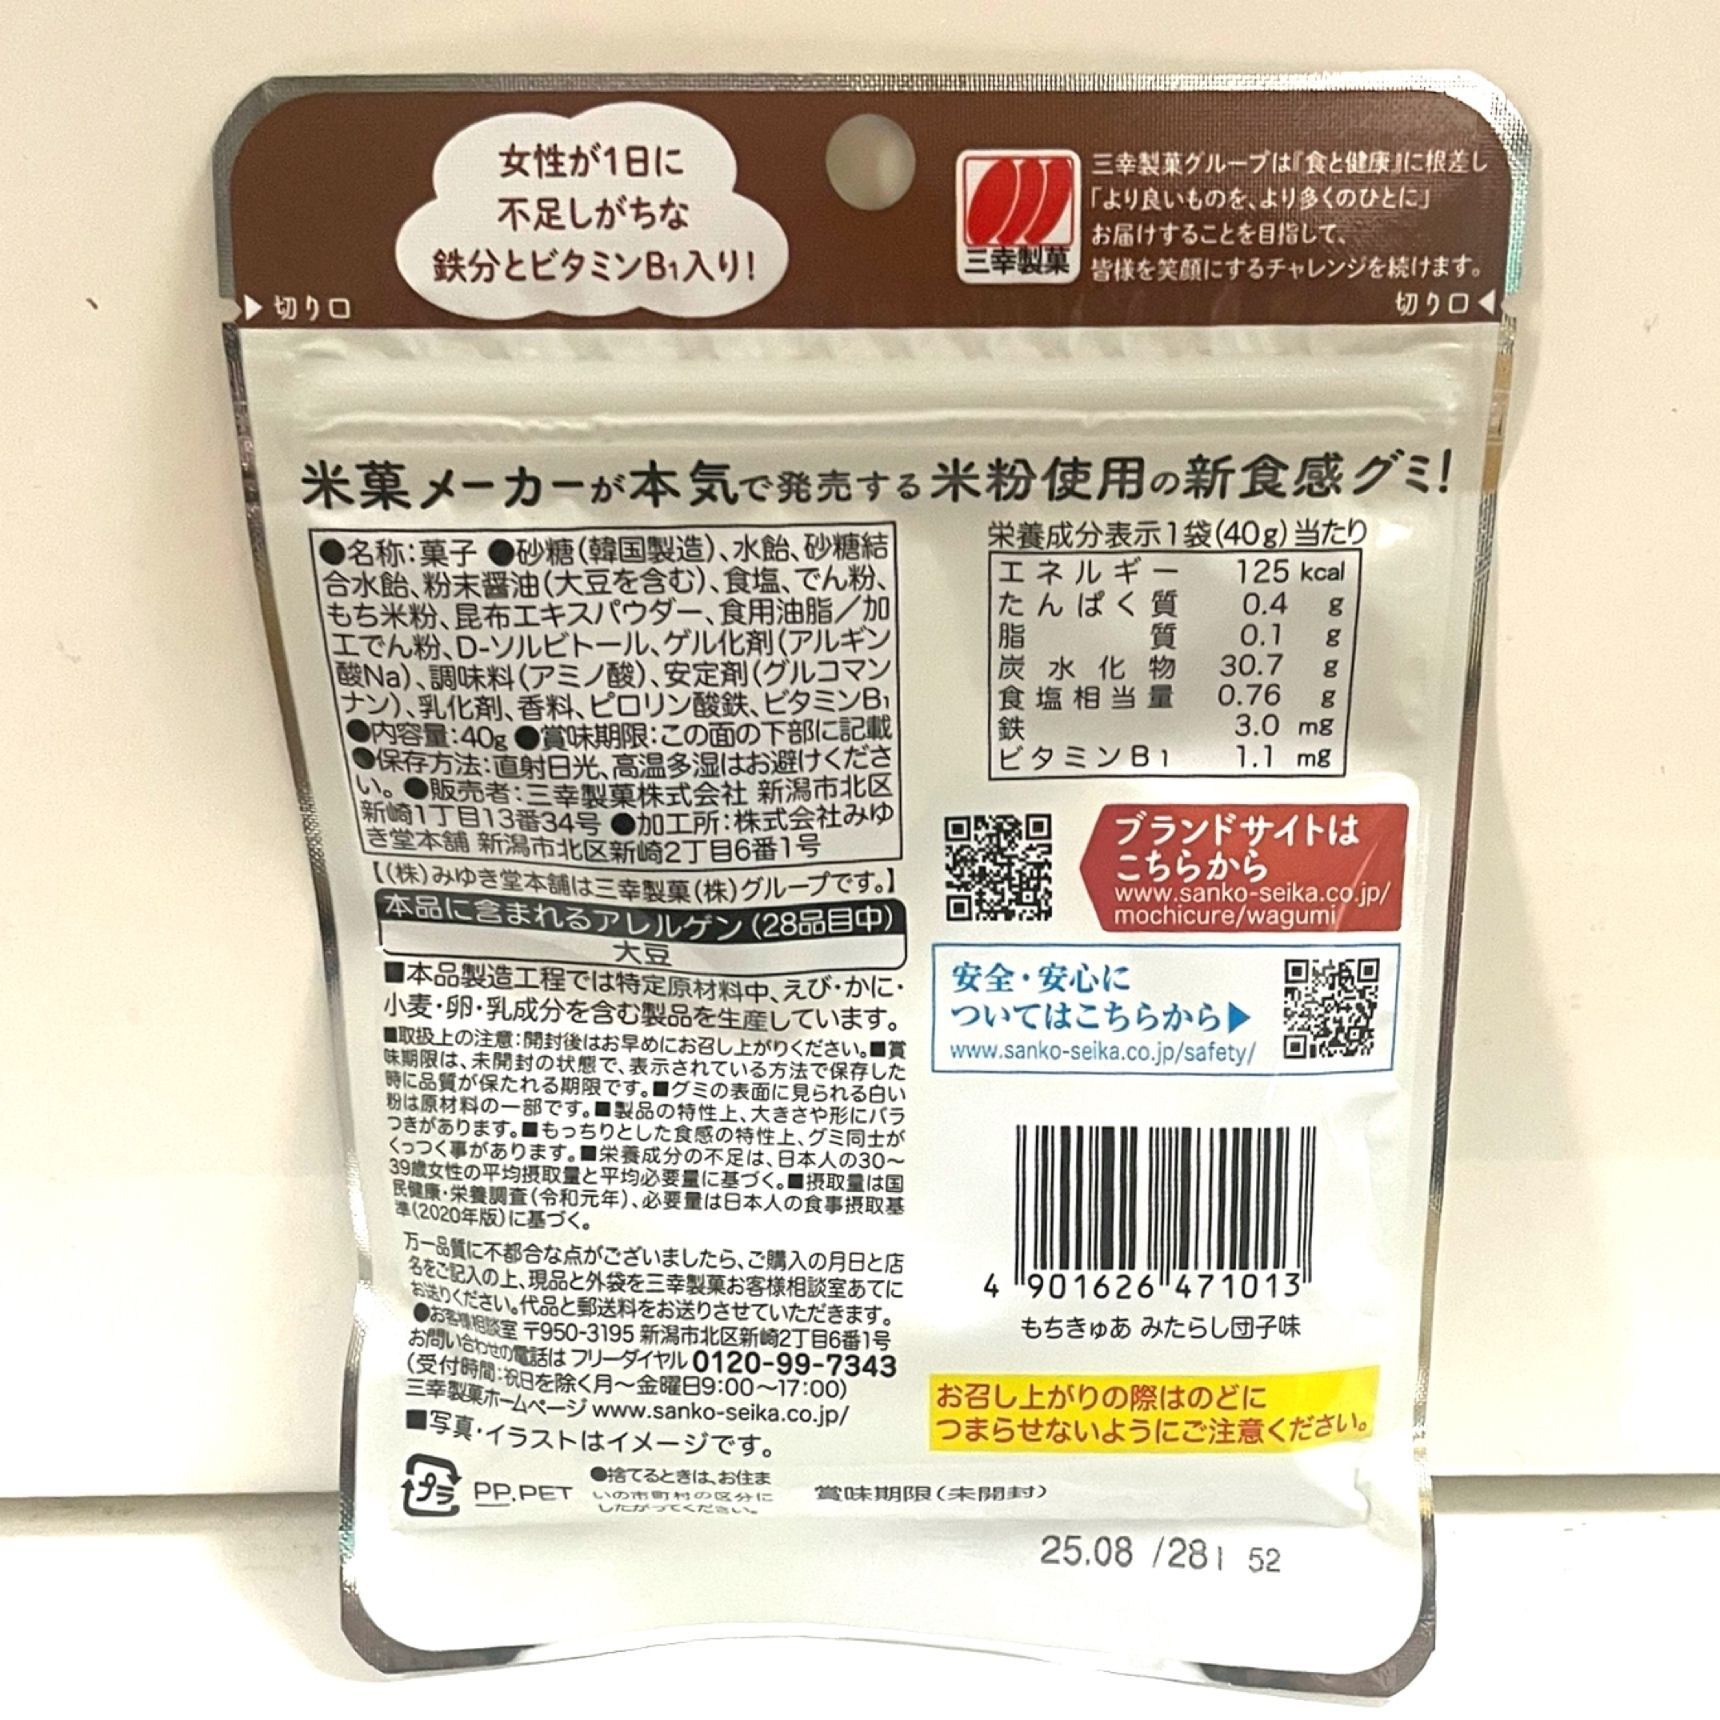 女性が1日に
不足しがちな
鉄分とビタミンB1入り!
三幸製菓
三幸製菓グループは『食と健康』に根差し
「より良いものを、より多くのひとに」
お届けすることを目指して、
皆様を笑顔にするチャレンジを続けます。
▶切り口
切り口◀
米菓メーカーが本気で発売する米粉使用の新食感グミ!
●名称:菓子 ●砂糖(韓国製造)、水飴、砂糖結
合水飴、粉末醤油(大豆を含む)、食塩、でん粉、
もち米粉、昆布エキスパウダー、食用油脂/加
工でん粉、D-ソルビトール、ゲル化剤(アルギン
酸Na)、調味料(アミノ酸)、安定剤(グルコマン
ナン)、乳化剤、香料、ピロリン酸鉄、ビタミンB1
●内容量:40g ●賞味期限:この面の下部に記載
●保存方法:直射日光、高温多湿はお避けくださ
い。●販売者:三幸製菓株式会社 新潟市北区
新崎1丁目13番34号 ●加工所:株式会社みゆ
き堂本舗 新潟市北区新崎2丁目6番1号
【(株)みゆき堂本舗は三幸製菓(株)グループです。】
本品に含まれるアレルゲン(28品目中)
大豆
■本品製造工程では特定原材料中、えび・かに・
小麦・卵・乳成分を含む製品を生産しています。
■取扱上の注意:開封後はお早めにお召し上がりください。■賞
味期限は、未開封の状態で、表示されている方法で保存した
時に品質が保たれる期限です。■グミの表面に見られる白い
粉は原材料の一部です。■製品の特性上、大きさや形にバラ
つきがあります。■もっちりとした食感の特性上、グミ同士が
くっつく事があります。■栄養成分の不足は、日本人の30～
39歳女性の平均摂取量と平均必要量に基づく。■摂取量は国
民健康・栄養調査(令和元年)、必要量は日本人の食事摂取基
準(2020年版)に基づく。
万一品質に不都合な点がございましたら、ご購入の月日と店
名をご記入の上、現品と外袋を三幸製菓お客様相談室あてに
お送りください。代品と郵送料をお送りさせていただきます。
●お客様相談室 〒950-3195 新潟市北区新崎2丁目6番1号
お問い合わせの電話は フリーダイヤル 0120-99-7343
(受付時間:祝日を除く月～金曜日9:00～17:00)
三幸製菓ホームページ www.sanko-seika.co.jp/
■写真・イラストはイメージです。
プラ
PP,PET
●捨てるときは、お住ま
いの市町村の区分に
したがってください。
栄養成分表示1袋(40g)当たり
エネルギー 125 kcal
たんぱく質 0.4 g
脂質 0.1 g
炭水化物 30.7 g
食塩相当量 0.76 g
鉄 3.0 mg
ビタミンB1 1.1 mg
ブランドサイトは
こちらから
www.sanko-seika.co.jp/
mochicure/wagumi
安全・安心に
ついてはこちらから▶
www.sanko-seika.co.jp/safety/
4 901626 471013
もちきゅあ みたらし団子味
お召し上がりの際はのどに
つまらせないようにご注意ください。
賞味期限(未開封)
25.08 /28I 52